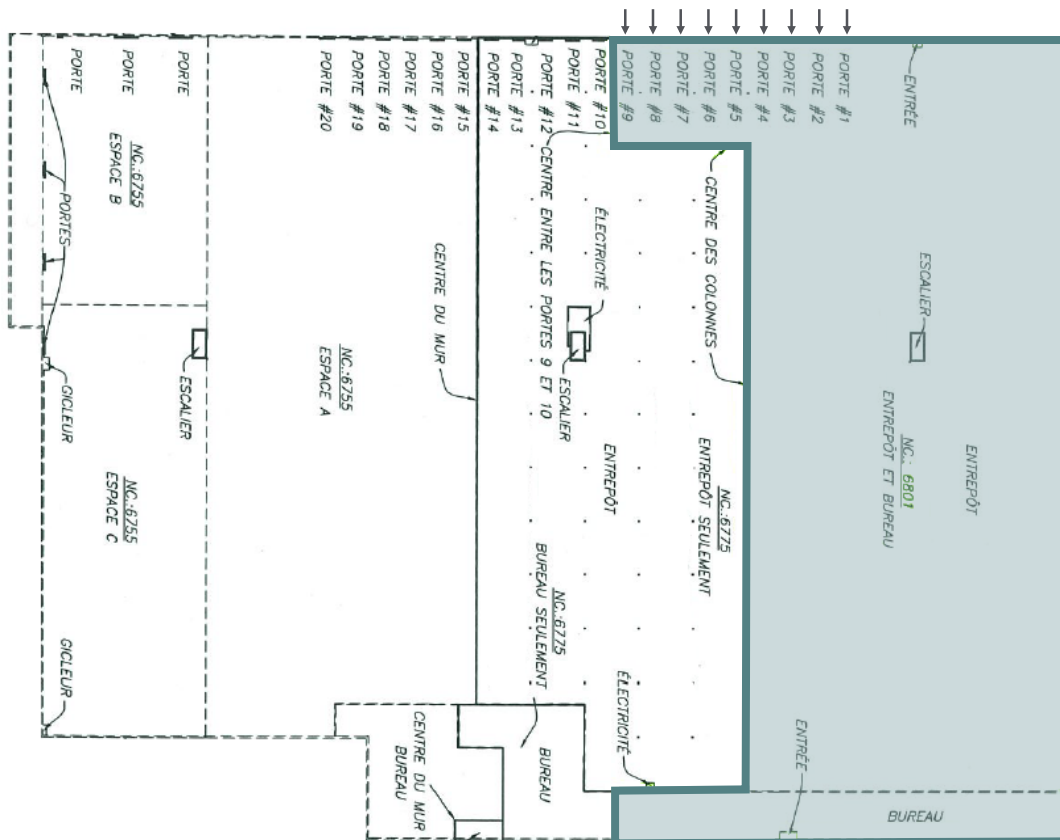 PORTE #1
PORTE #2
PORTE #3
PORTE #4
PORTE #5
PORTE #6
PORTE #7
PORTE #8
PORTE #9
PORTE #10
PORTE #11
PORTE #12
PORTE #13
PORTE #14
PORTE #15
PORTE #16
PORTE #17
PORTE #18
PORTE #19
PORTE #20
PORTE
PORTE
PORTE
PORTES
ENTRÉE
ESCALIER
ENTREPÔT
NC.: 6801
ENTREPÔT ET BUREAU
ENTRÉE
BUREAU
CENTRE DES COLONNES
NC.:6775
ENTREPÔT SEULEMENT
ENTREPÔT
ÉLECTRICITÉ
ESCALIER
CENTRE ENTRE LES PORTES 9 ET 10
ÉLECTRICITÉ
NC.:6775
BUREAU SEULEMENT
BUREAU
CENTRE DU MUR
CENTRE DU MUR
BUREAU
NC.:6755
ESPACE A
NC.:6755
ESPACE B
ESCALIER
NC.:6755
ESPACE C
GICLEUR
GICLEUR